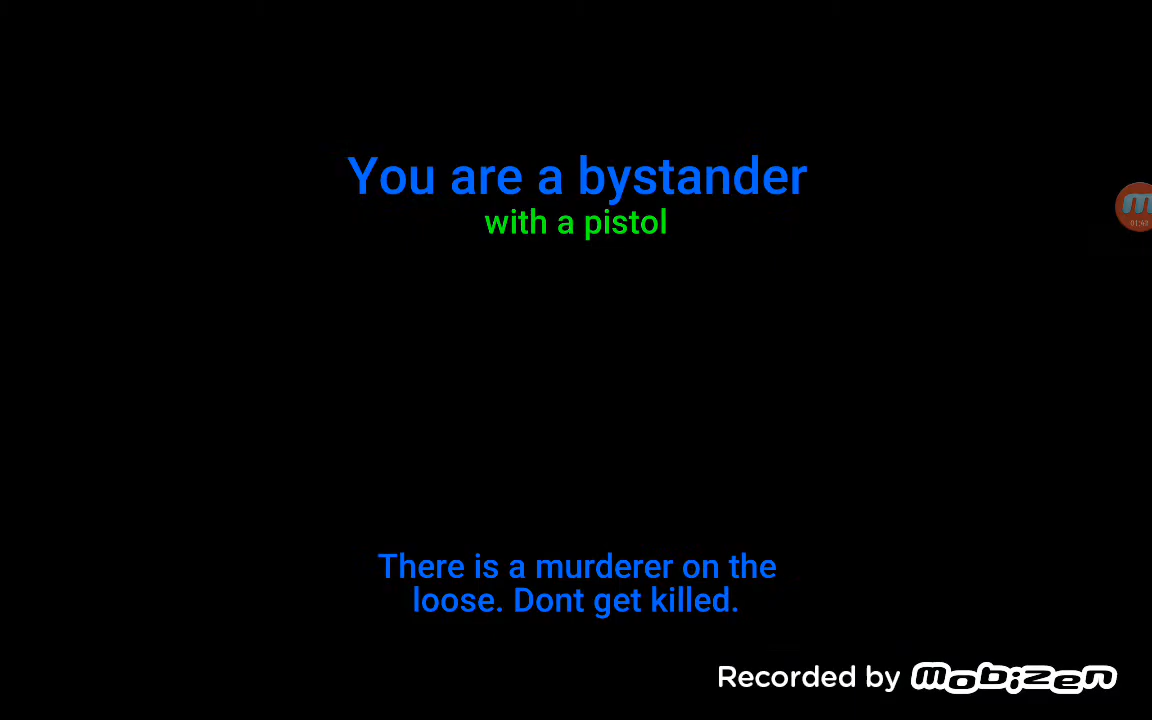 You are a bystander
with a pistol
There is a murderer on the
loose. Dont get killed.
Recorded by mobizen